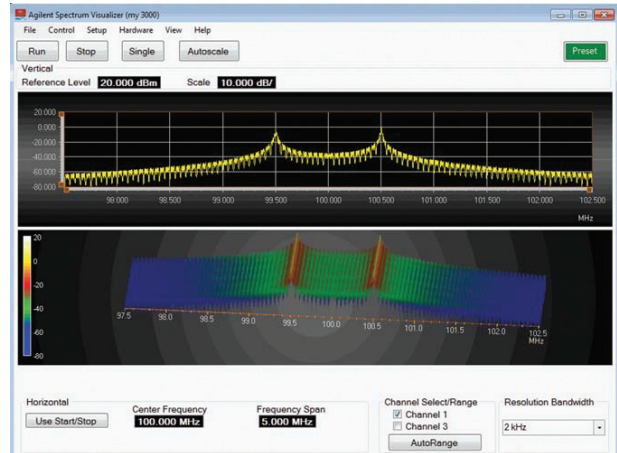 Agilent Spectrum Visualizer (my 3000)
File Control Setup Hardware View Help
Run Stop Single Autoscale Preset
Vertical
Reference Level 20.000 dBm Scale 10.000 dB/
20.000
0.000
-20.000
-40.000
-60.000
-80.000
98.000 98.500 99.000 99.500 100.000 100.500 101.000 101.500 102.000 102.500
MHz
20
0
-20
-40
-60
-80
97.5 98.0 98.5 99.0 99.5 100.0 100.5 101.0 101.5 102.0 102.5
MHz
Horizontal
Use Start/Stop
Center Frequency
100.000 MHz
Frequency Span
5.000 MHz
Channel Select/Range
Channel 1
Channel 3
AutoRange
Resolution Bandwidth
2 kHz